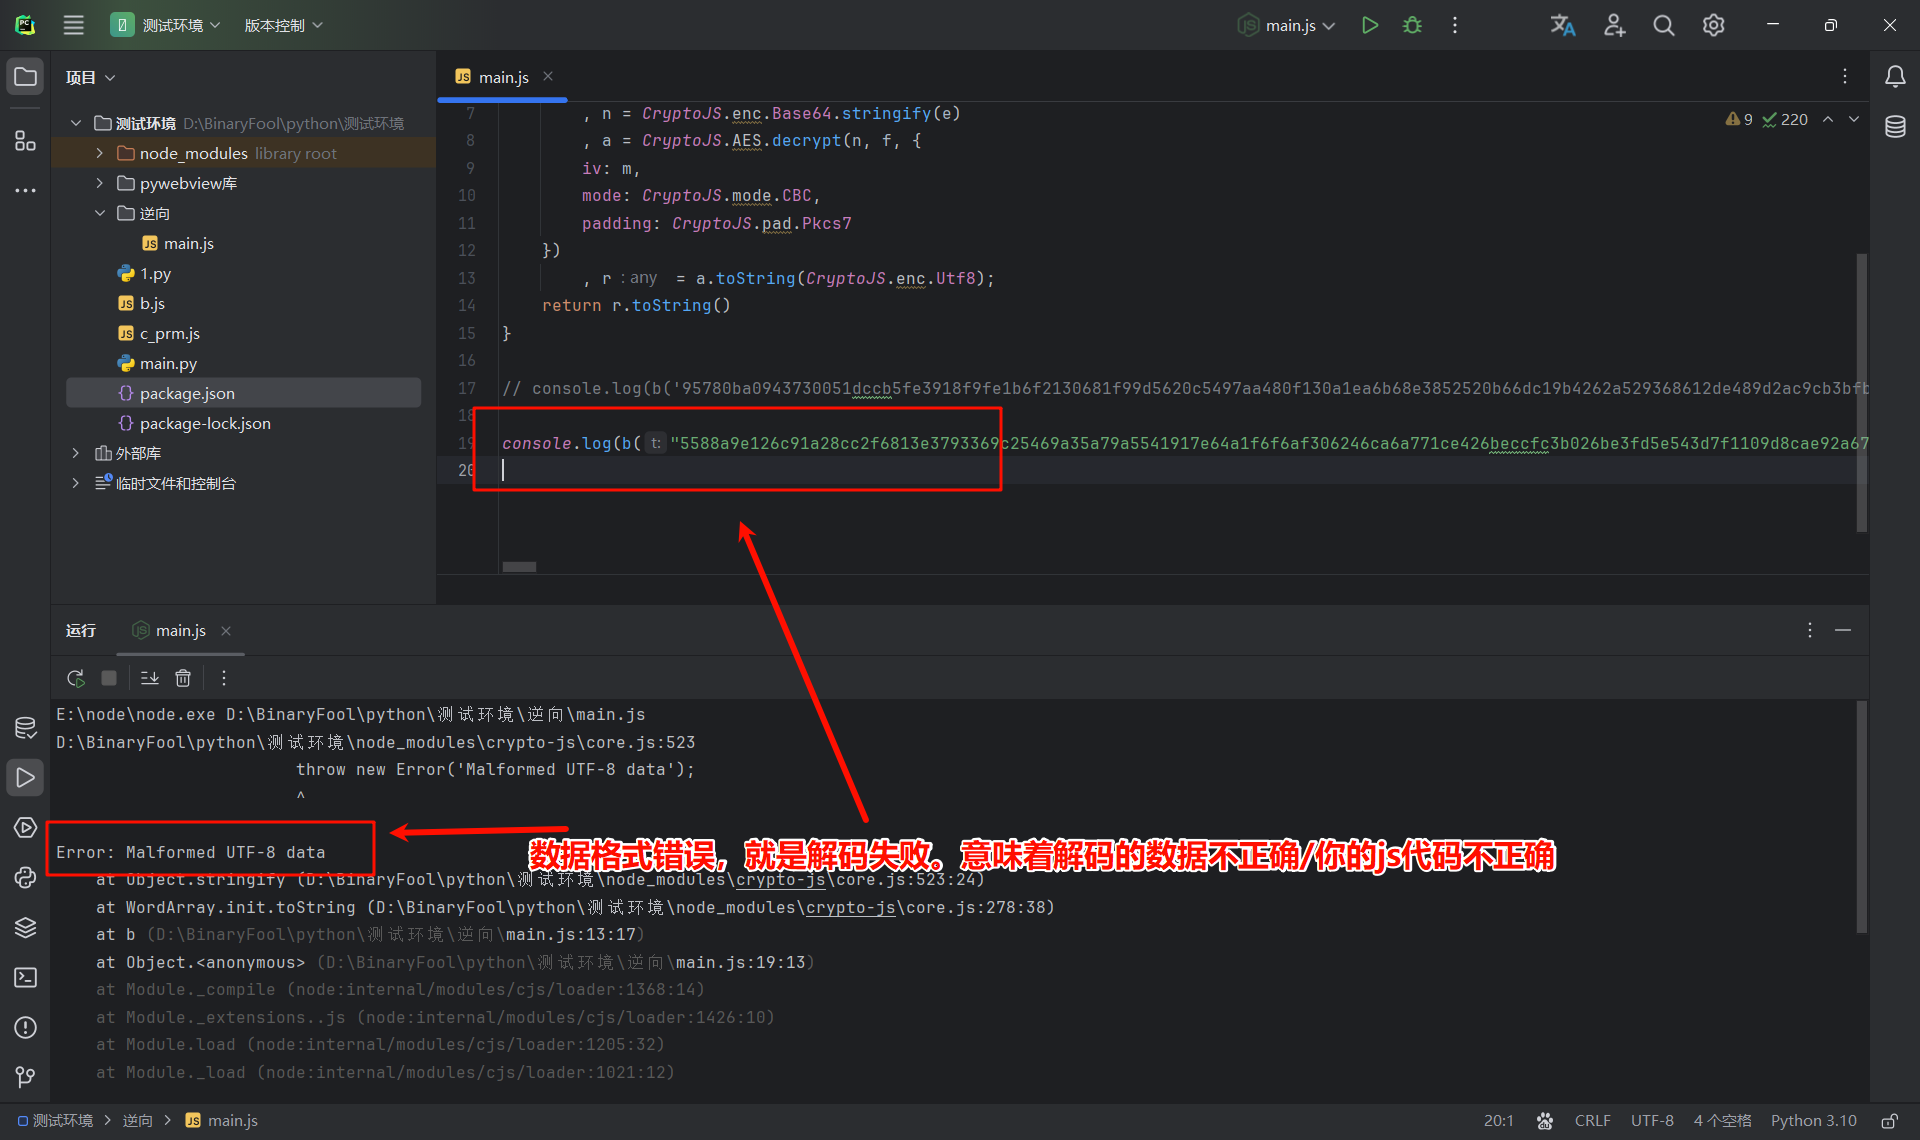 测试环境
版本控制
main.js
项目
main.js
测试环境 D:\BinaryFool\python\测试环境
node_modules library root
pywebview库
逆向
main.js
1.py
b.js
c_prm.js
main.py
package.json
package-lock.json
外部库
临时文件和控制台
9 220
7 , n = CryptoJS.enc.Base64.stringify(e)
8 , a = CryptoJS.AES.decrypt(n, f, {
9 iv: m,
10 mode: CryptoJS.mode.CBC,
11 padding: CryptoJS.pad.Pkcs7
12 })
13 , r : any = a.toString(CryptoJS.enc.Utf8);
14 return r.toString()
15 }
16
17 // console.log(b('95780ba0943730051dccb5fe3918f9fe1b6f2130681f99d5620c5497aa480f130a1ea6b68e3852520b66dc19b4262a529368612de489d2ac9cb3bfb
18
19 console.log(b( t: "5588a9e126c91a28cc2f6813e3793369c25469a35a79a5541917e64a1f6f6af306246ca6a771ce426beccfc3b026be3fd5e543d7f1109d8cae92a67
20
运行
main.js
E:\node\node.exe D:\BinaryFool\python\测试环境\逆向\main.js
D:\BinaryFool\python\测试环境\node_modules\crypto-js\core.js:523
throw new Error('Malformed UTF-8 data');
^
Error: Malformed UTF-8 data
数据格式错误，就是解码失败。意味着解码的数据不正确/你的js代码不正确
at Object.stringify (D:\BinaryFool\python\测试环境\node_modules\crypto-js\core.js:523:24)
at WordArray.init.toString (D:\BinaryFool\python\测试环境\node_modules\crypto-js\core.js:278:38)
at b (D:\BinaryFool\python\测试环境\逆向\main.js:13:17)
at Object.<anonymous> (D:\BinaryFool\python\测试环境\逆向\main.js:19:13)
at Module._compile (node:internal/modules/cjs/loader:1368:14)
at Module._extensions..js (node:internal/modules/cjs/loader:1426:10)
at Module.load (node:internal/modules/cjs/loader:1205:32)
at Module._load (node:internal/modules/cjs/loader:1021:12)
测试环境 > 逆向 > main.js
20:1 CRLF UTF-8 4 个空格 Python 3.10